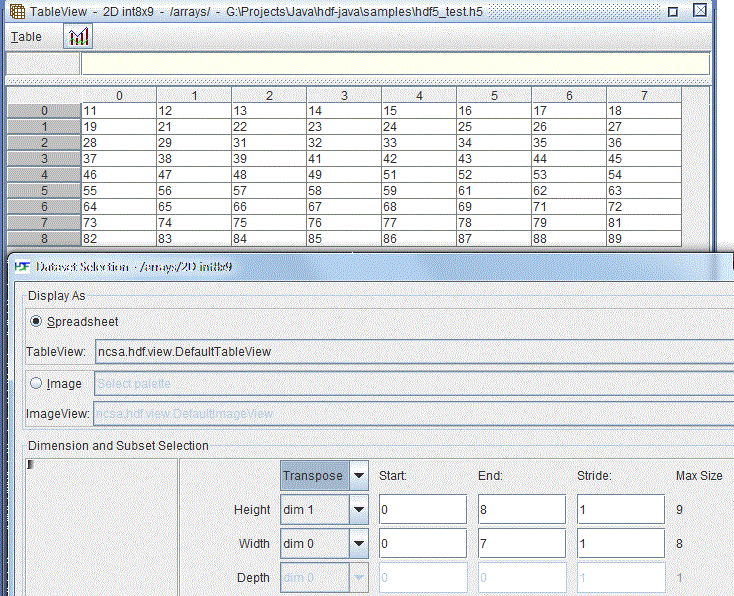 TableView - 2D int8x9 - /arrays/ - G:\Projects\Java\hdf-java\samples\hdf5_test.h5
Table
0 1 2 3 4 5 6 7
0 11 12 13 14 15 16 17 18
1 19 21 22 23 24 25 26 27
2 28 29 31 32 33 34 35 36
3 37 38 39 41 42 43 44 45
4 46 47 48 49 51 52 53 54
5 55 56 57 58 59 61 62 63
6 64 65 66 67 68 69 71 72
7 73 74 75 76 77 78 79 81
8 82 83 84 85 86 87 88 89
HDF Dataset Selection - /arrays/2D int8x9
Display As
Spreadsheet
TableView: ncsa.hdf.view.DefaultTableView
Image Select palette
ImageView: ncsa.hdf.view.DefaultImageView
Dimension and Subset Selection
Transpose Start: End: Stride: Max Size
Height dim 1 0 8 1 9
Width dim 0 0 7 1 8
Depth dim 0 0 0 1 1